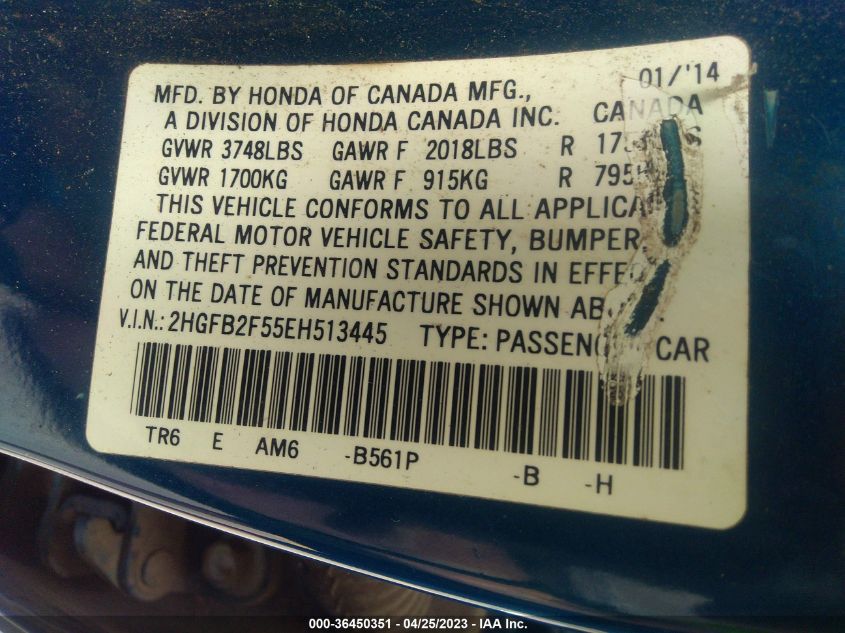 01/'14
MFD. BY HONDA OF CANADA MFG.,
A DIVISION OF HONDA CANADA INC. CANADA
GVWR 3748LBS GAWR F 2018LBS R
GVWR 1700KG GAWR F 915KG R
THIS VEHICLE CONFORMS TO ALL
FEDERAL MOTOR VEHICLE SAFETY, BUMPER,
AND THEFT PREVENTION STANDARDS IN
ON THE DATE OF MANUFACTURE SHOWN
V.I.N.: 2HGFB2F55EH513445 TYPE: CAR
TR6 E AM6 -B561P -B -H
000-36450351 / 04/25/2023 - IAA Inc.